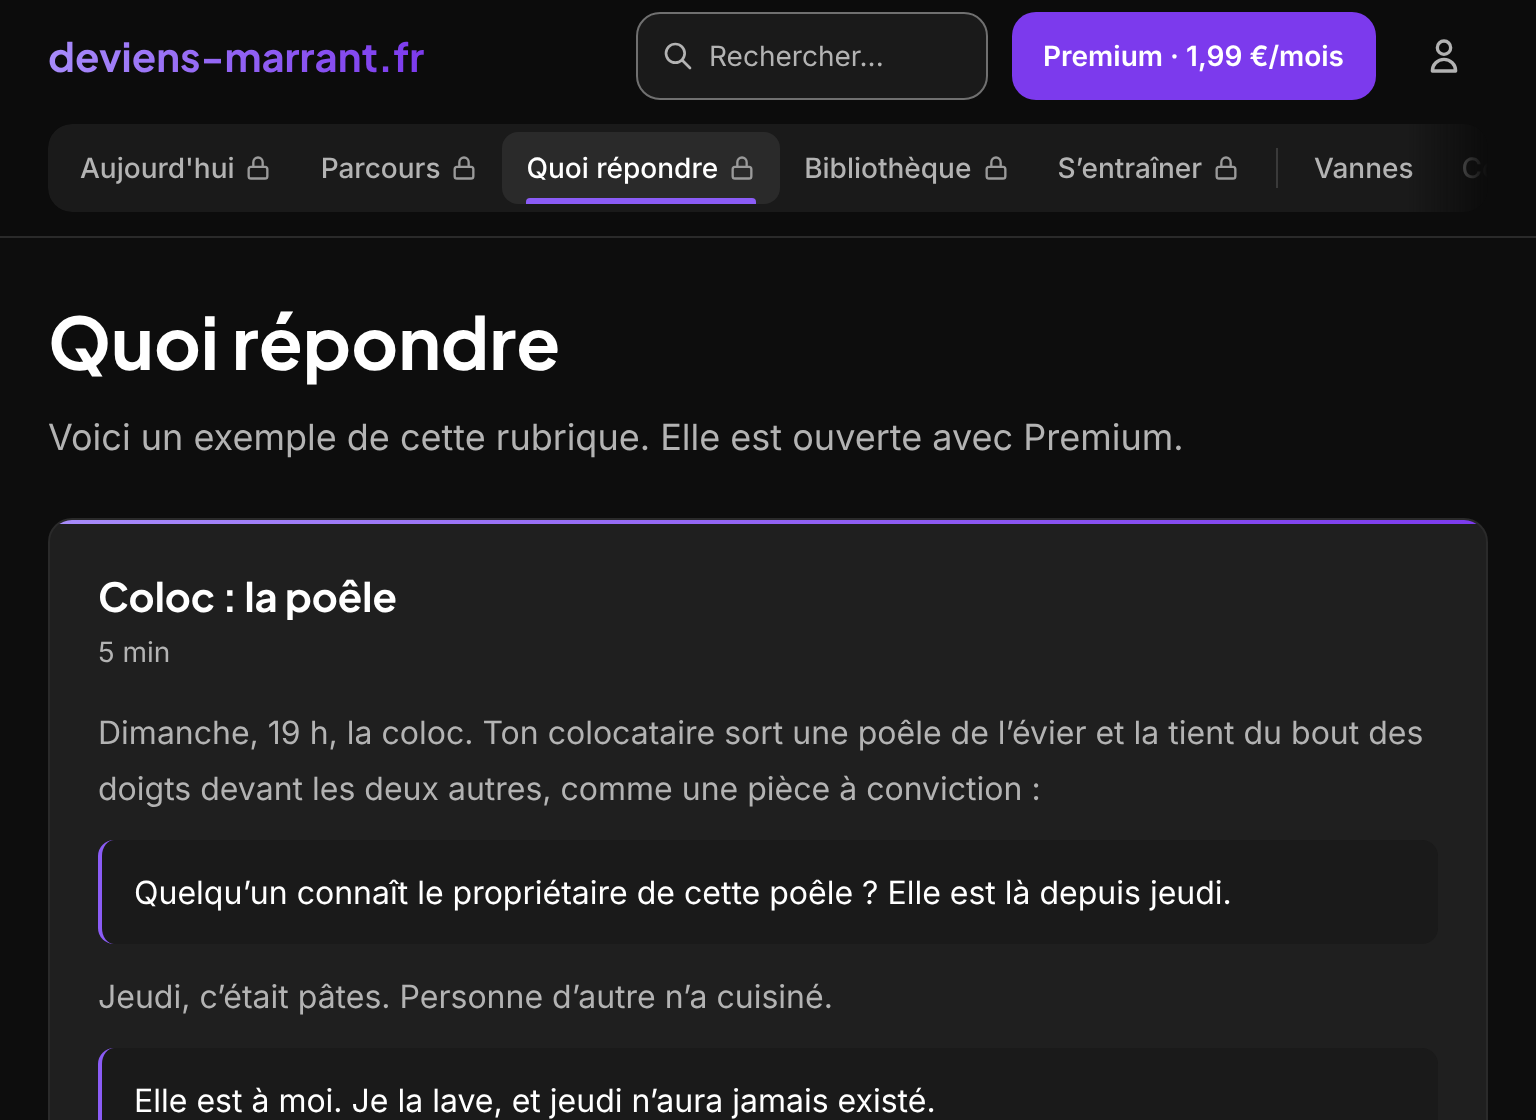 deviens-marrant.fr
Rechercher...
Premium · 1,99 €/mois
Aujourd'hui
Parcours
Quoi répondre
Bibliothèque
S’entraîner
Vannes
Quoi répondre
Voici un exemple de cette rubrique. Elle est ouverte avec Premium.
Coloc : la poêle
5 min
Dimanche, 19 h, la coloc. Ton colocataire sort une poêle de l’évier et la tient du bout des
doigts devant les deux autres, comme une pièce à conviction :
Quelqu’un connaît le propriétaire de cette poêle ? Elle est là depuis jeudi.
Jeudi, c’était pâtes. Personne d’autre n’a cuisiné.
Elle est à moi. Je la lave, et jeudi n’aura jamais existé.